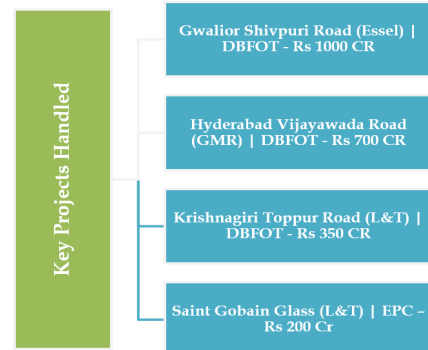 Key Projects Handled
Gwalior Shivpuri Road (Essel) |
DBFOT - Rs 1000 CR
Hyderabad Vijayawada Road
(GMR) | DBFOT - Rs 700 CR
Krishnagiri Toppur Road (L&T) |
DBFOT - Rs 350 CR
Saint Gobain Glass (L&T) | EPC –
Rs 200 Cr